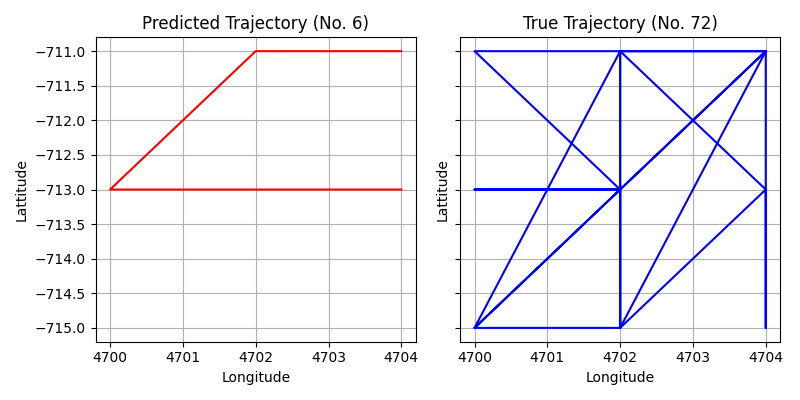 Predicted Trajectory (No. 6)
True Trajectory (No. 72)
Lattitude
−711.0
−711.5
−712.0
−712.5
−713.0
−713.5
−714.0
−714.5
−715.0
4700 4701 4702 4703 4704
Longitude
Lattitude
4700 4701 4702 4703 4704
Longitude